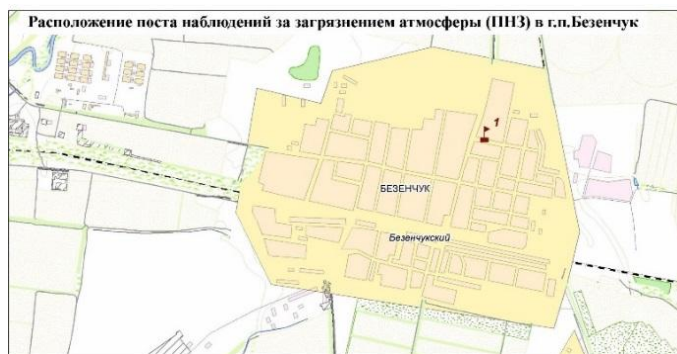 Расположение поста наблюдений за загрязнением атмосферы (ПНЗ) в г.п.Безенчук
1
БЕЗЕНЧУК
Безенчукский